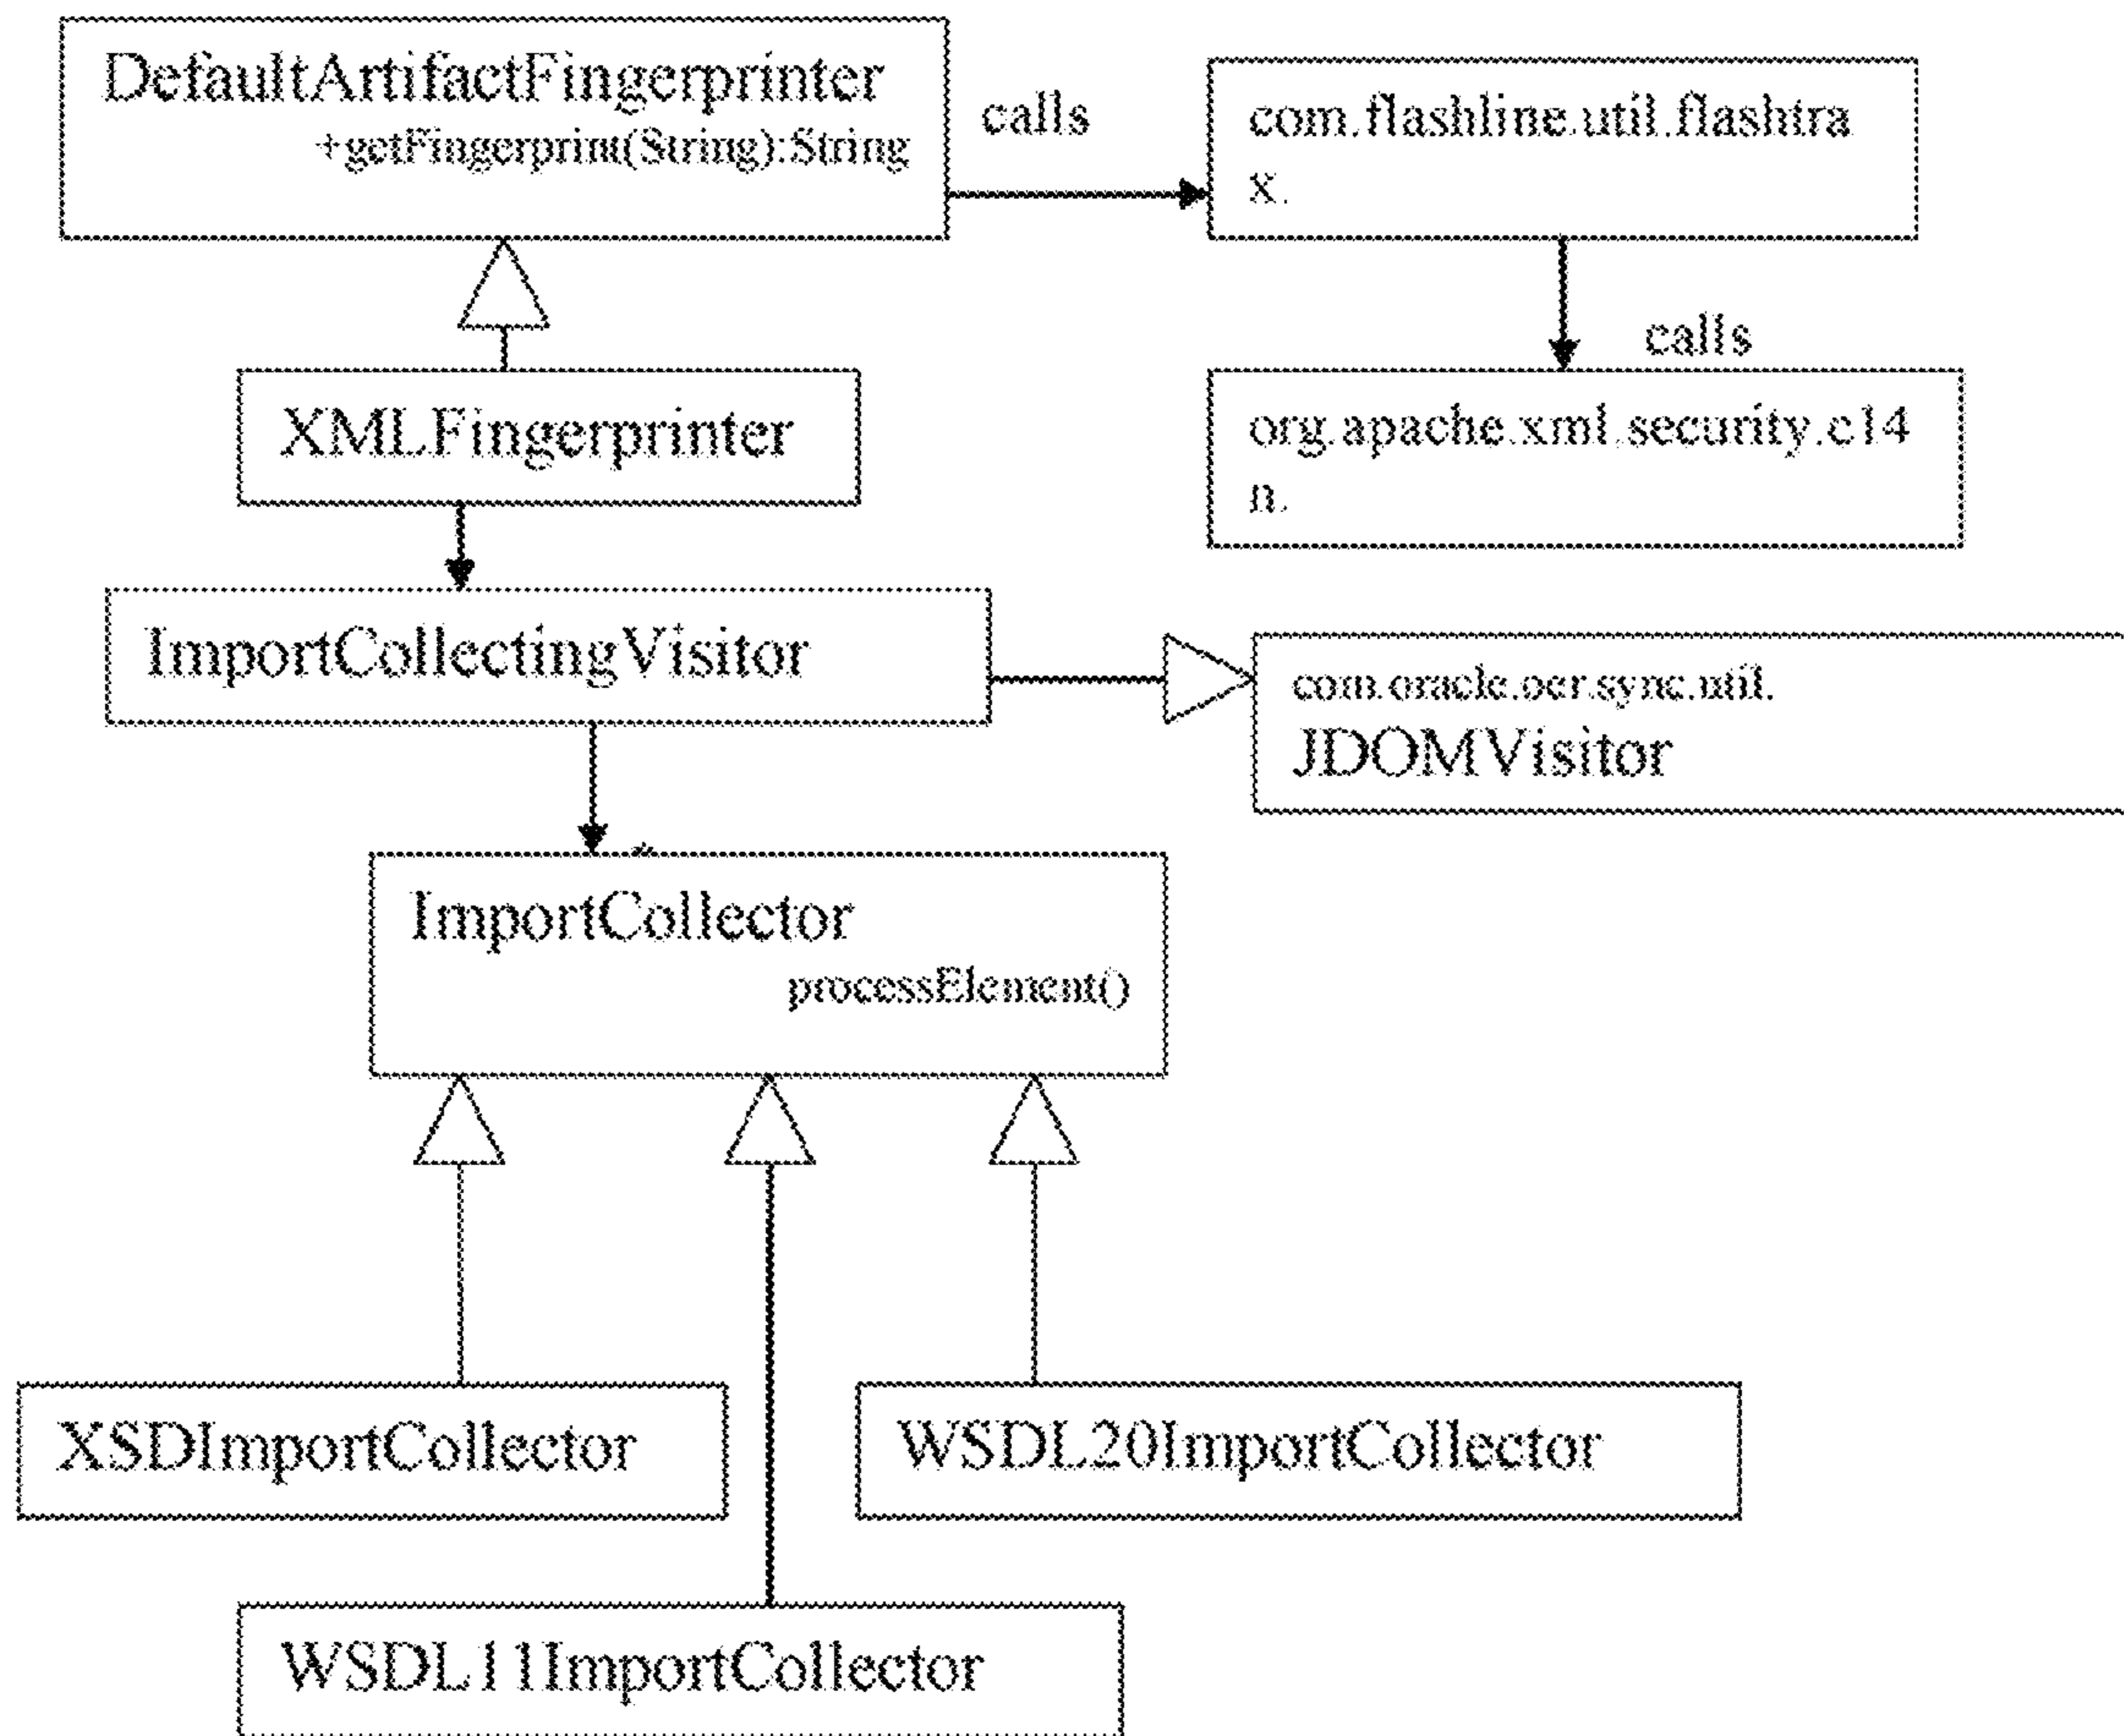 DefaultArtifactFingerprinter
+getFingerprint(String):String
calls
com.flashline.util.flashtra
x.
calls
XMLFingerprinter
org.apache.xml.security.c14
n.
ImportCollectingVisitor
com.oracle.oer.sync.util.
JDOMVisitor
*
ImportCollector
processElement()
XSDImportCollector
WSDL20ImportCollector
WSDL11ImportCollector